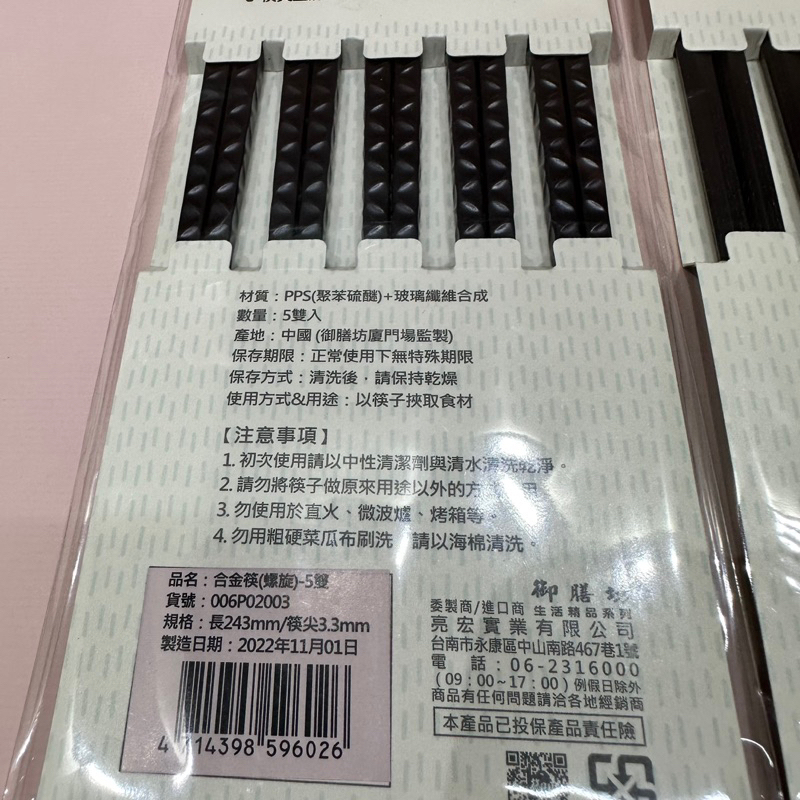 材質：PPS(聚苯硫醚)+玻璃纖維合成
數量：5雙入
產地：中國 (御膳坊廈門場監製)
保存期限：正常使用下無特殊期限
保存方式：清洗後，請保持乾燥
使用方式&用途：以筷子挾取食材
【注意事項】
1. 初次使用請以中性清潔劑與清水清洗乾淨。
2. 請勿將筷子做原來用途以外的方
3. 勿使用於直火、微波爐、烤箱等。
4. 勿用粗硬菜瓜布刷洗，請以海棉清洗。
品名：合金筷(螺旋)-5雙
貨號：006P02003
規格：長243mm/筷尖3.3mm
製造日期：2022年11月01日
4 714398 596026
御膳坊
委製商/進口商 生活精品系列
亮宏實業有限公司
台南市永康區中山南路467巷1號
電 話：06-2316000
(09：00~17：00) 例假日除外
商品有任何問題請洽各地經銷商
本產品已投保產品責任險